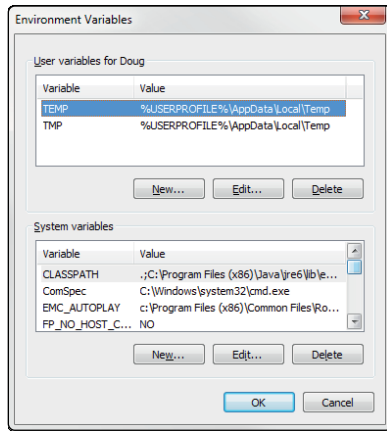 Environment Variables
User variables for Doug
Variable Value
TEMP %USERPROFILE%\AppData\Local\Temp
TMP %USERPROFILE%\AppData\Local\Temp
New... Edit... Delete
System variables
Variable Value
CLASSPATH .;C:\Program Files (x86)\Java\jre6\lib\e...
ComSpec C:\Windows\system32\cmd.exe
EMC_AUTOPLAY c:\Program Files (x86)\Common Files\Ro...
FP_NO_HOST_C... NO
New... Edit... Delete
OK Cancel